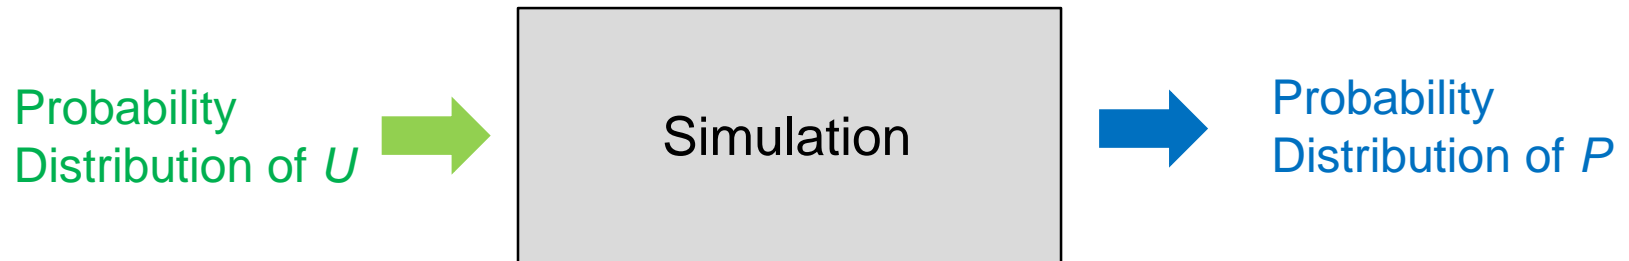 Probability
Distribution of U
Simulation
Probability
Distribution of P